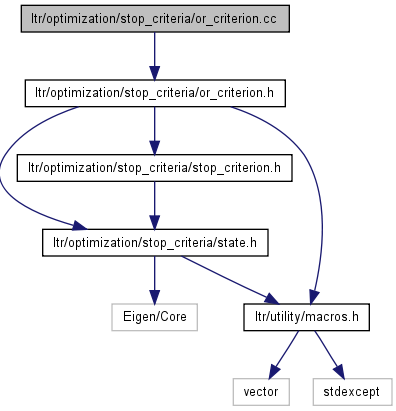 ltr/optimization/stop_criteria/or_criterion.cc
ltr/optimization/stop_criteria/or_criterion.h
ltr/optimization/stop_criteria/stop_criterion.h
ltr/optimization/stop_criteria/state.h
Eigen/Core
ltr/utility/macros.h
vector
stdexcept